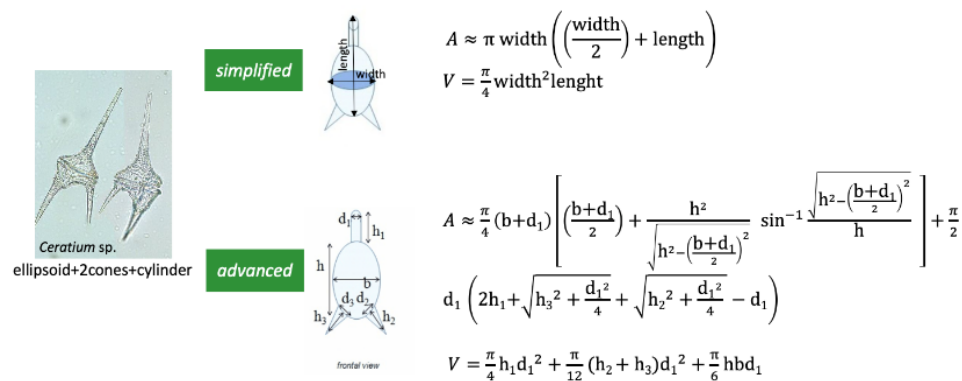 simplified
length
width
A ≈ π width((width/2) + length)
V = π/4 width²lenght
Ceratium sp.
ellipsoid+2cones+cylinder
advanced
d₁
h₁
h
b
d₃ d₂
h₃
h₂
frontal view
A ≈ π/4 (b+d₁) [((b+d₁)/2) + h²/√(h²−((b+d₁)/2)²) sin⁻¹ √(h²−((b+d₁)/2)²)/h] + π/2
d₁ (2h₁+√(h₃² + d₁²/4) + √(h₂² + d₁²/4) − d₁)
V = π/4 h₁d₁² + π/12 (h₂ + h₃)d₁² + π/6 hbd₁